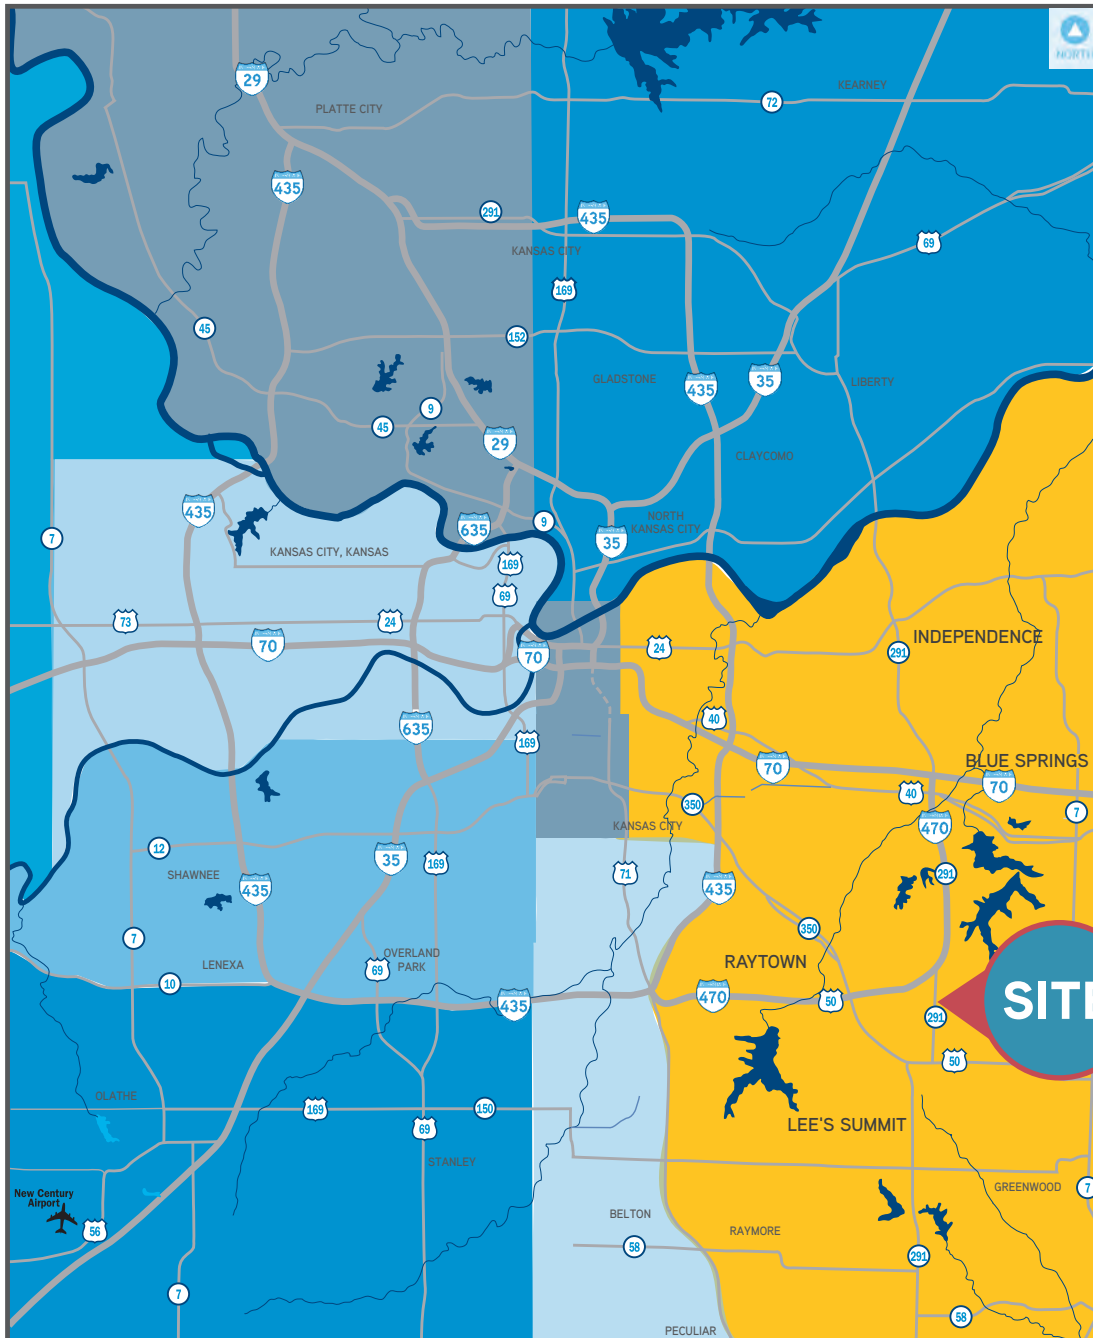 NORTH
29
PLATTE CITY
KEARNEY
72
435
291
435
KANSAS CITY
69
169
45
152
GLADSTONE
435
35
LIBERTY
9
45
29
CLAYCOMO
435
635
9
NORTH
KANSAS CITY
35
7
KANSAS CITY, KANSAS
169
69
73
24
70
70
24
INDEPENDENCE
291
635
169
40
70
BLUE SPRINGS
70
40
7
350
KANSAS CITY
470
12
35
169
SHAWNEE
435
71
435
291
350
7
LENEXA
OVERLAND
PARK
69
RAYTOWN
10
435
470
50
SITE
291
50
OLATHE
169
150
69
LEE'S SUMMIT
STANLEY
New Century
Airport
56
GREENWOOD
7
BELTON
RAYMORE
58
291
7
58
PECULIAR